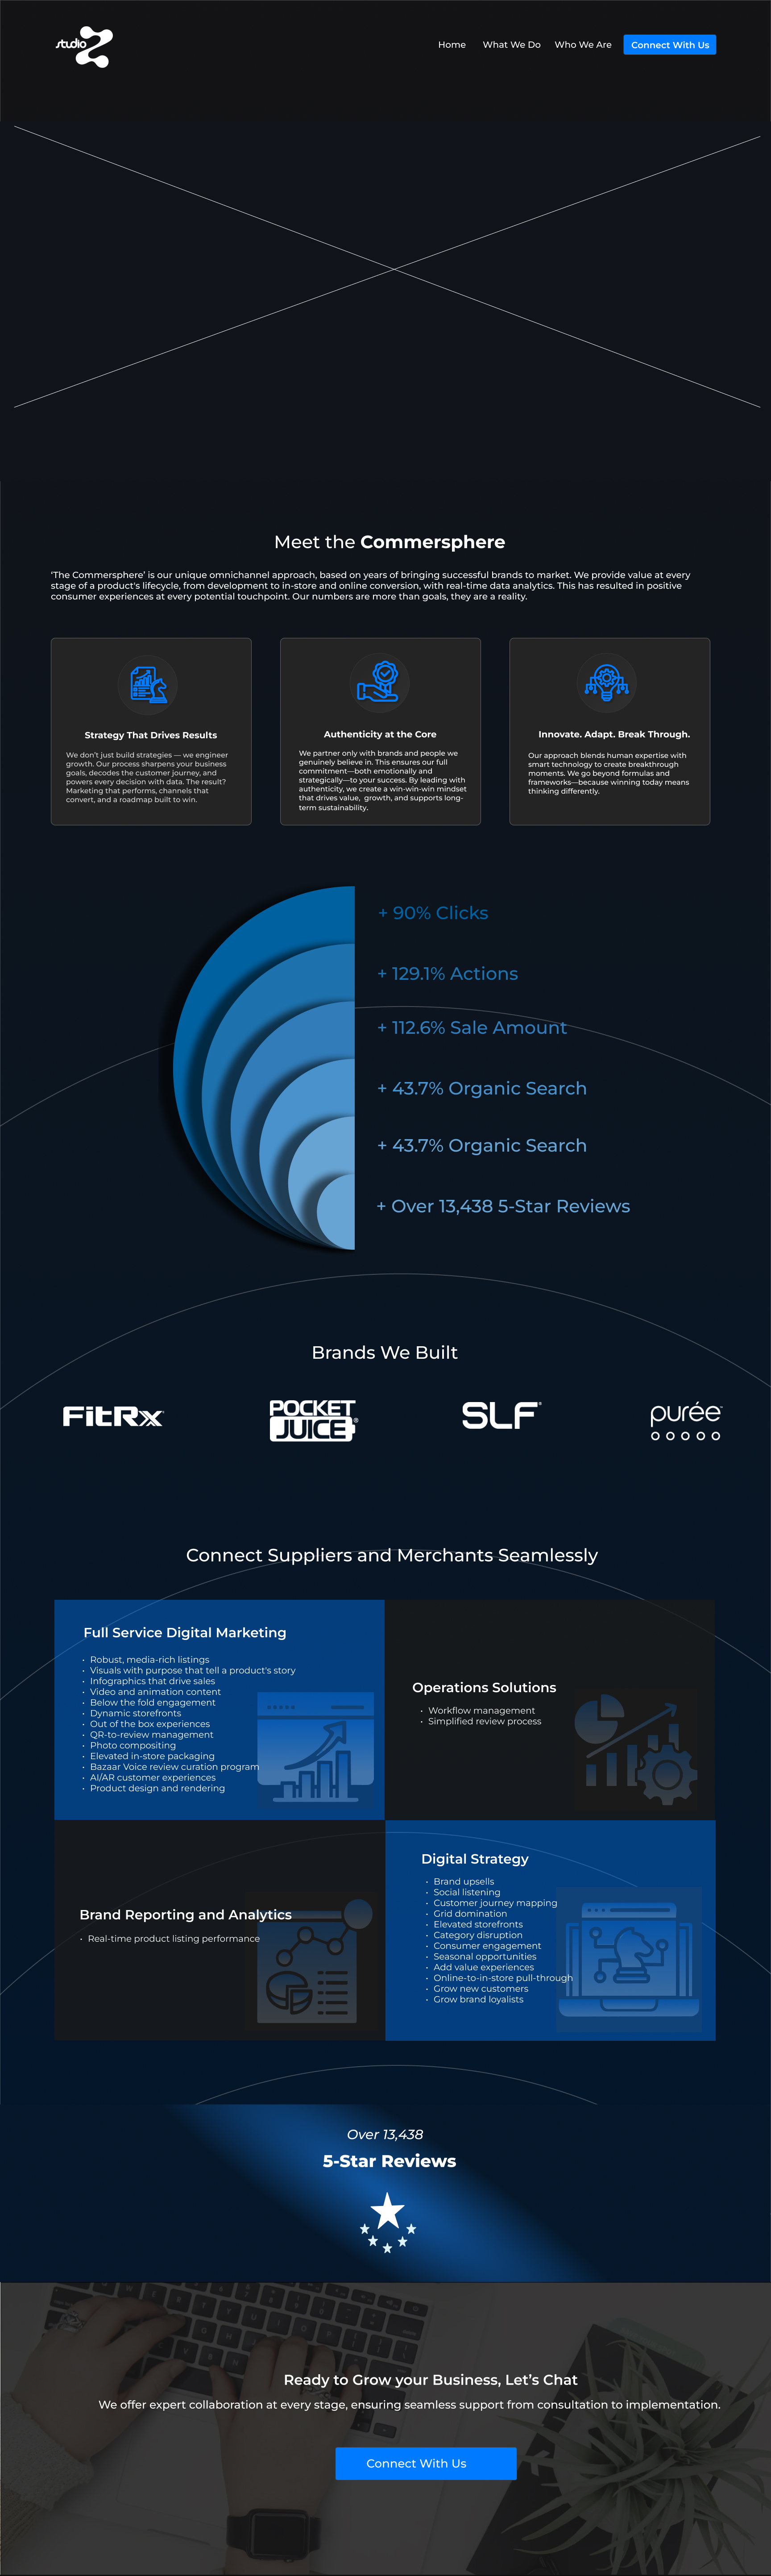 studio
Home
What We Do
Who We Are
Connect With Us
Meet the Commersphere
‘The Commersphere’ is our unique omnichannel approach, based on years of bringing successful brands to market. We provide value at every
stage of a product's lifecycle, from development to in-store and online conversion, with real-time data analytics. This has resulted in positive
consumer experiences at every potential touchpoint. Our numbers are more than goals, they are a reality.
Strategy That Drives Results
We don’t just build strategies — we engineer
growth. Our process sharpens your business
goals, decodes the customer journey, and
powers every decision with data. The result?
Marketing that performs, channels that
convert, and a roadmap built to win.
Authenticity at the Core
We partner only with brands and people we
genuinely believe in. This ensures our full
commitment—both emotionally and
strategically—to your success. By leading with
authenticity, we create a win-win-win mindset
that drives value, growth, and supports long-
term sustainability.
Innovate. Adapt. Break Through.
Our approach blends human expertise with
smart technology to create breakthrough
moments. We go beyond formulas and
frameworks—because winning today means
thinking differently.
+ 90% Clicks
+ 129.1% Actions
+ 112.6% Sale Amount
+ 43.7% Organic Search
+ 43.7% Organic Search
+ Over 13,438 5-Star Reviews
Brands We Built
FitRx
POCKET
JUICE®
SLF®
purée™
Connect Suppliers and Merchants Seamlessly
Full Service Digital Marketing
• Robust, media-rich listings
• Visuals with purpose that tell a product's story
• Infographics that drive sales
• Video and animation content
• Below the fold engagement
• Dynamic storefronts
• Out of the box experiences
• QR-to-review management
• Photo compositing
• Elevated in-store packaging
• Bazaar Voice review curation program
• AI/AR customer experiences
• Product design and rendering
Operations Solutions
• Workflow management
• Simplified review process
Brand Reporting and Analytics
• Real-time product listing performance
Digital Strategy
• Brand upsells
• Social listening
• Customer journey mapping
• Grid domination
• Elevated storefronts
• Category disruption
• Consumer engagement
• Seasonal opportunities
• Add value experiences
• Online-to-in-store pull-through
• Grow new customers
• Grow brand loyalists
Over 13,438
5-Star Reviews
Ready to Grow your Business, Let’s Chat
We offer expert collaboration at every stage, ensuring seamless support from consultation to implementation.
Connect With Us